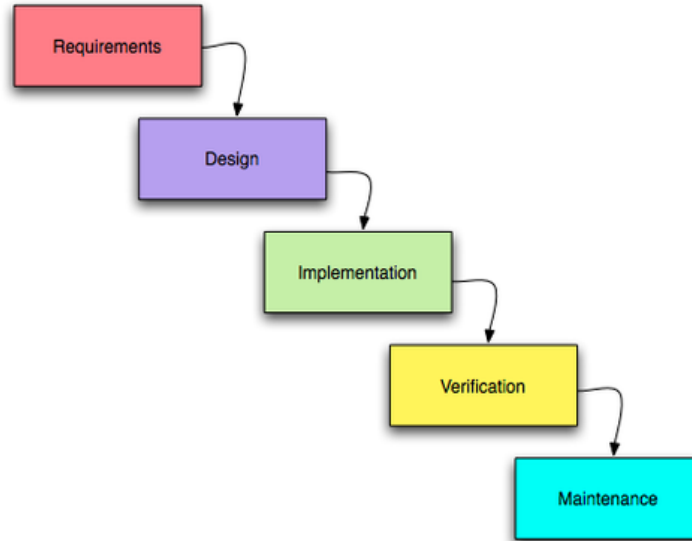 Requirements
Design
Implementation
Verification
Maintenance